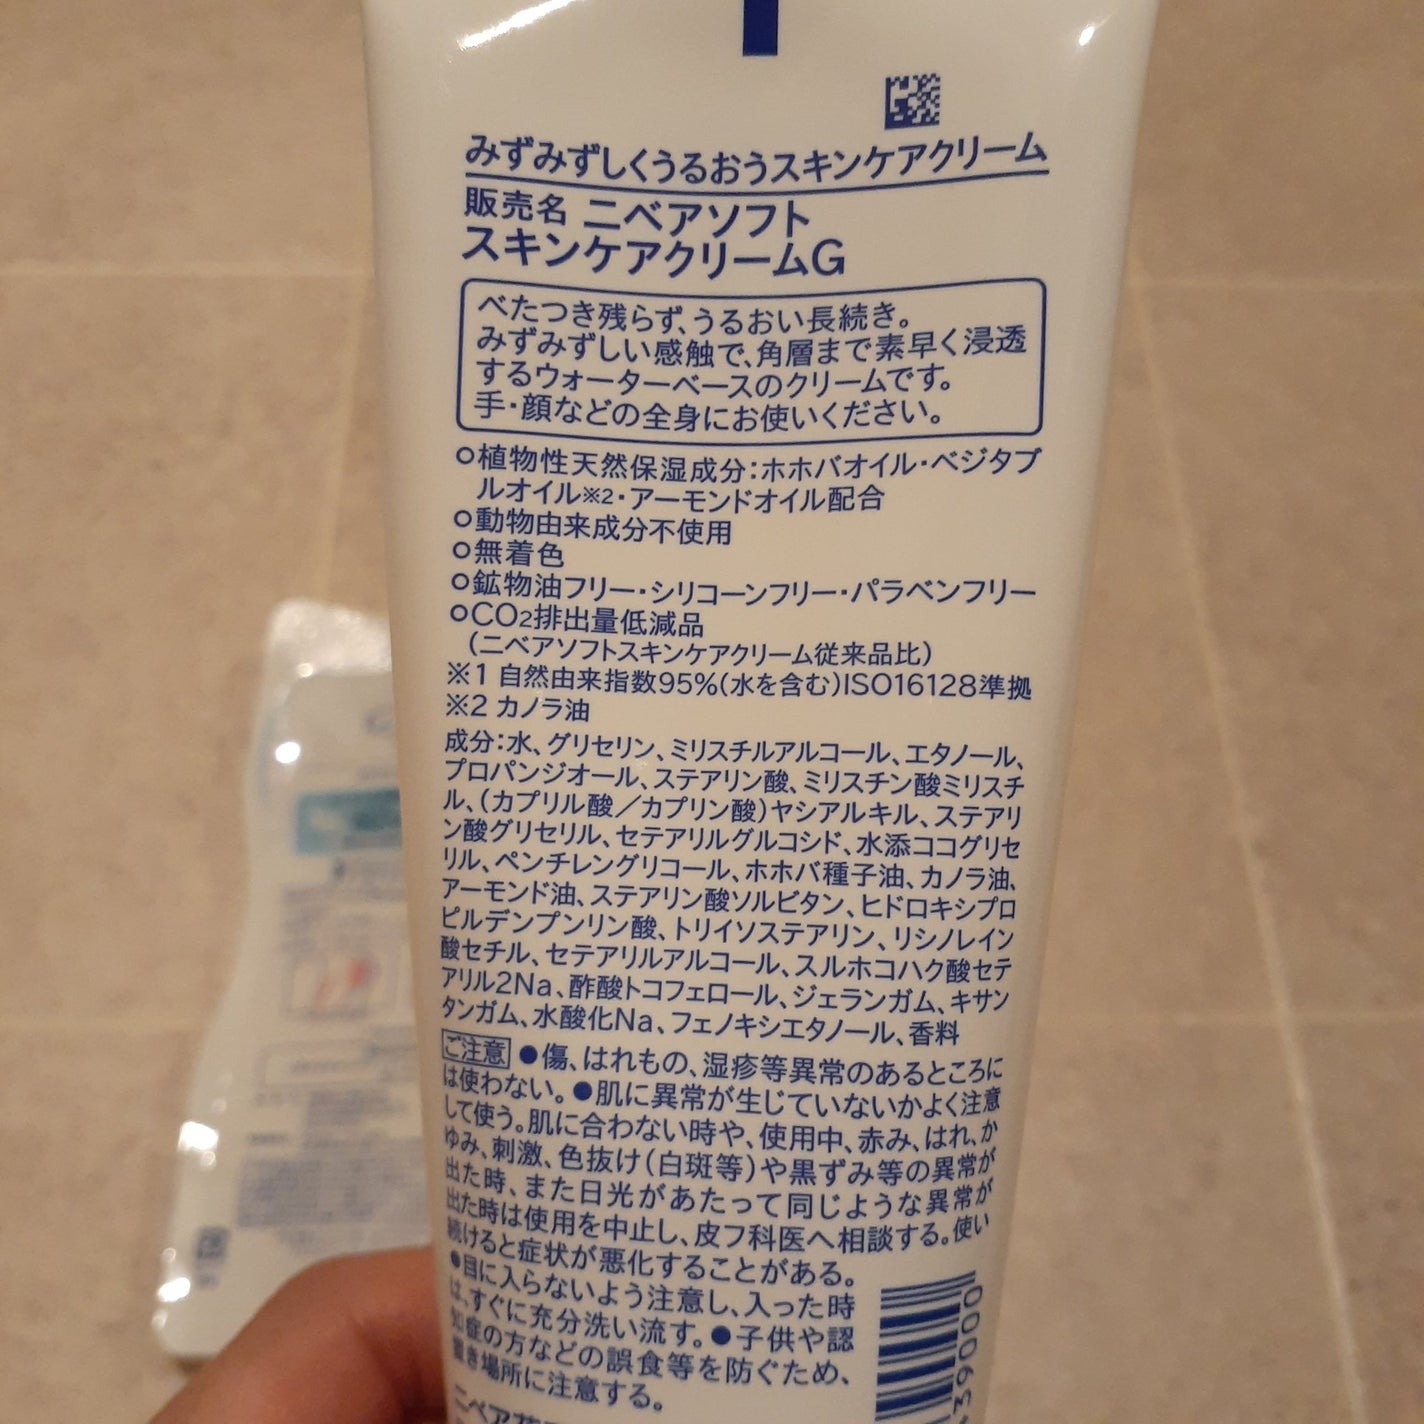 みずみずしくうるおうスキンケアクリーム
販売名 ニベアソフト
スキンケアクリームG
べたつき残らず、うるおい長続き。
みずみずしい感触で、角層まで素早く浸透
するウォーターベースのクリームです。
手・顔などの全身にお使いください。
○植物性天然保湿成分：ホホバオイル・ベジタブ
ルオイル※2・アーモンドオイル配合
○動物由来成分不使用
○無着色
○鉱物油フリー・シリコーンフリー・パラベンフリー
○CO2排出量低減品
（ニベアソフトスキンケアクリーム従来品比）
※1 自然由来指数95%(水を含む)ISO16128準拠
※2 カノラ油
成分：水、グリセリン、ミリスチルアルコール、エタノール、
プロパンジオール、ステアリン酸、ミリスチン酸ミリスチ
ル、（カプリル酸／カプリン酸）ヤシアルキル、ステアリ
ン酸グリセリル、セテアリルグルコシド、水添ココグリセ
リル、ペンチレングリコール、ホホバ種子油、カノラ油、
アーモンド油、ステアリン酸ソルビタン、ヒドロキシプロ
ピルデンプンリン酸、トリイソステアリン、リシノレイン
酸セチル、セテアリルアルコール、スルホコハク酸セテ
アリル2Na、酢酸トコフェロール、ジェランガム、キサン
タンガム、水酸化Na、フェノキシエタノール、香料
ご注意 ●傷、はれもの、湿疹等異常のあるところに
は使わない。●肌に異常が生じていないかよく注意
して使う。肌に合わない時や、使用中、赤み、はれ、か
ゆみ、刺激、色抜け（白斑等）や黒ずみ等の異常が
出た時、また日光があたって同じような異常が
出た時は使用を中止し、皮フ科医へ相談する。使い
続けると症状が悪化することがある。
●目に入らないよう注意し、入った時
は、すぐに充分洗い流す。●子供や認
知症の方などの誤食等を防ぐため、
置き場所に注意する。
ニベア花